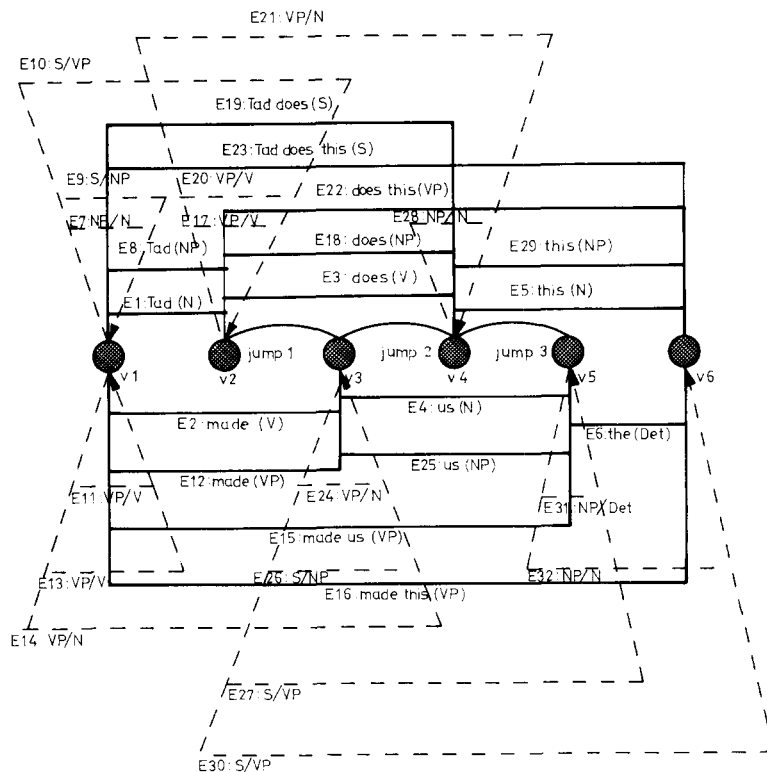 E21: VP/N
E10: S/VP
E19: Tad does (S)
E23: Tad does this (S)
E9: S/NP
E20: VP/V
E22: does this (VP)
E7: NP/N
E17: VP/V
E28: NP/N
E18: does (NP)
E8: Tad (NP)
E29: this (NP)
E3: does (V)
E1: Tad (N)
E5: this (N)
jump 1
jump 2
jump 3
v1
v2
v3
v4
v5
v6
E4: us (N)
E2: made (V)
E6: the (Det)
E25: us (NP)
E12: made (VP)
E11: VP/V
E24: VP/N
E31: NP/Det
E15: made us (VP)
E13: VP/V
E26: S/NP
E32: NP/N
E16: made this (VP)
E14 VP/N
E27: S/VP
E30: S/VP